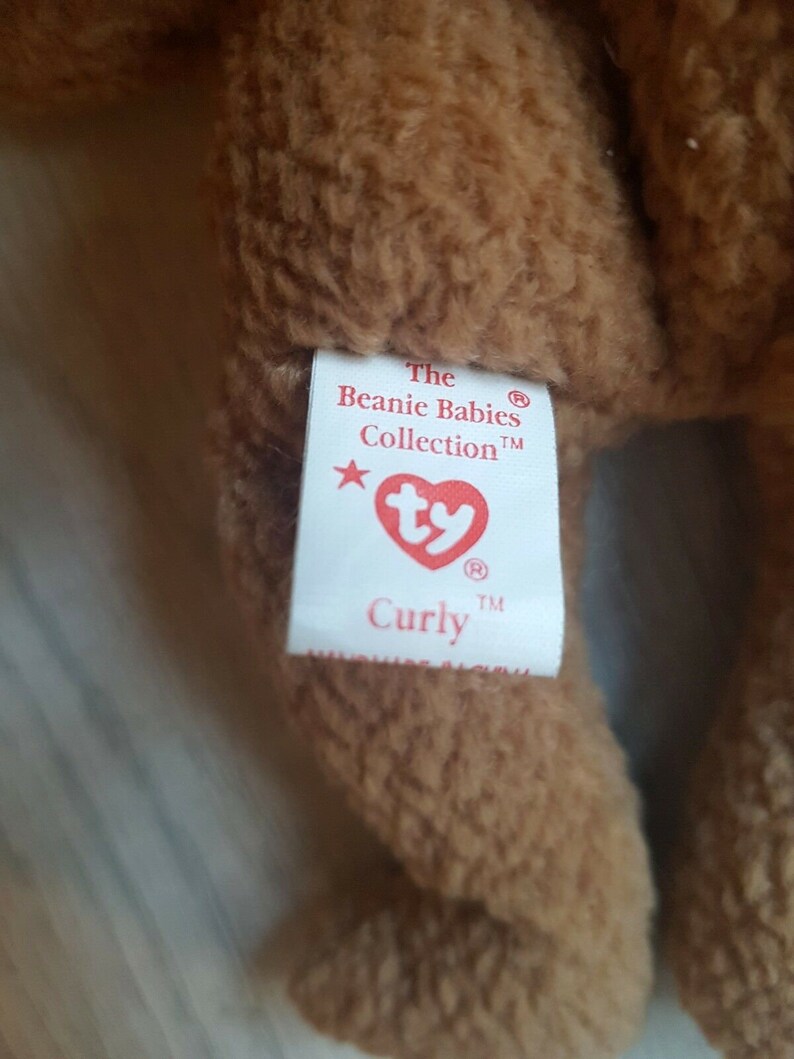 The
Beanie Babies®
Collection™
ty®
Curly™